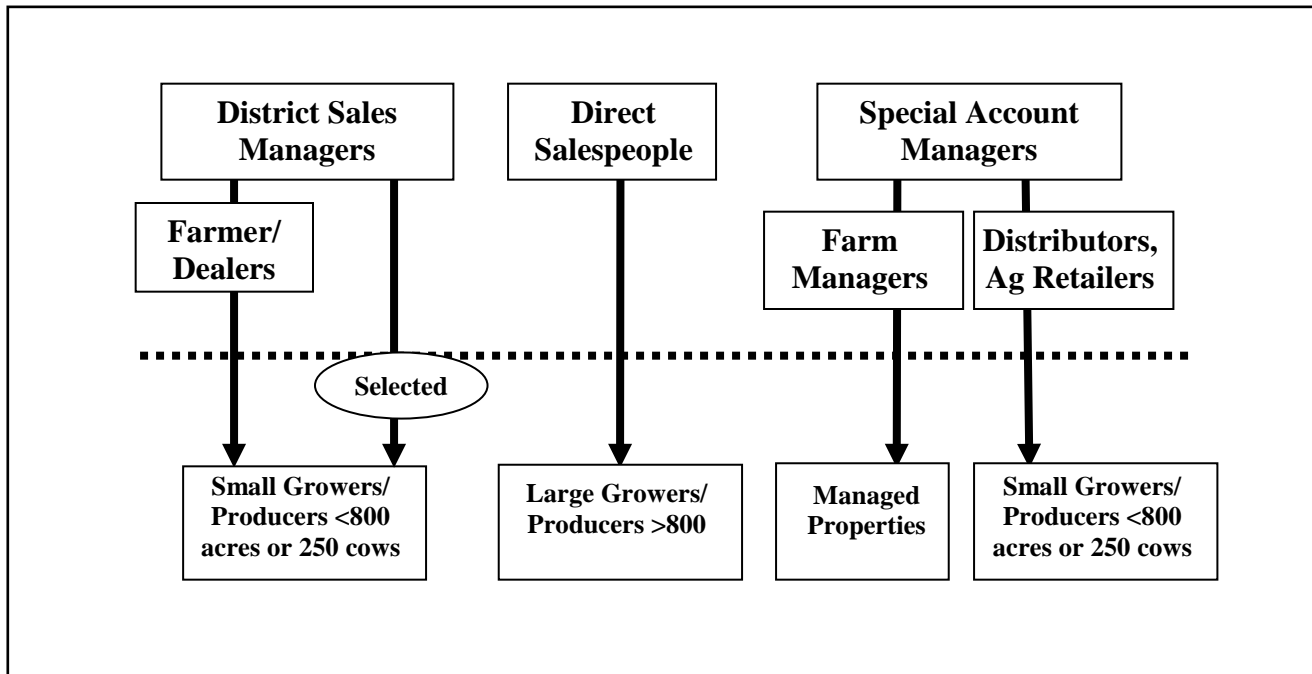 District Sales
Managers
Direct
Salespeople
Special Account
Managers
Farmer/
Dealers
Farm
Managers
Distributors,
Ag Retailers
Selected
Small Growers/
Producers <800
acres or 250 cows
Large Growers/
Producers >800
Managed
Properties
Small Growers/
Producers <800
acres or 250 cows